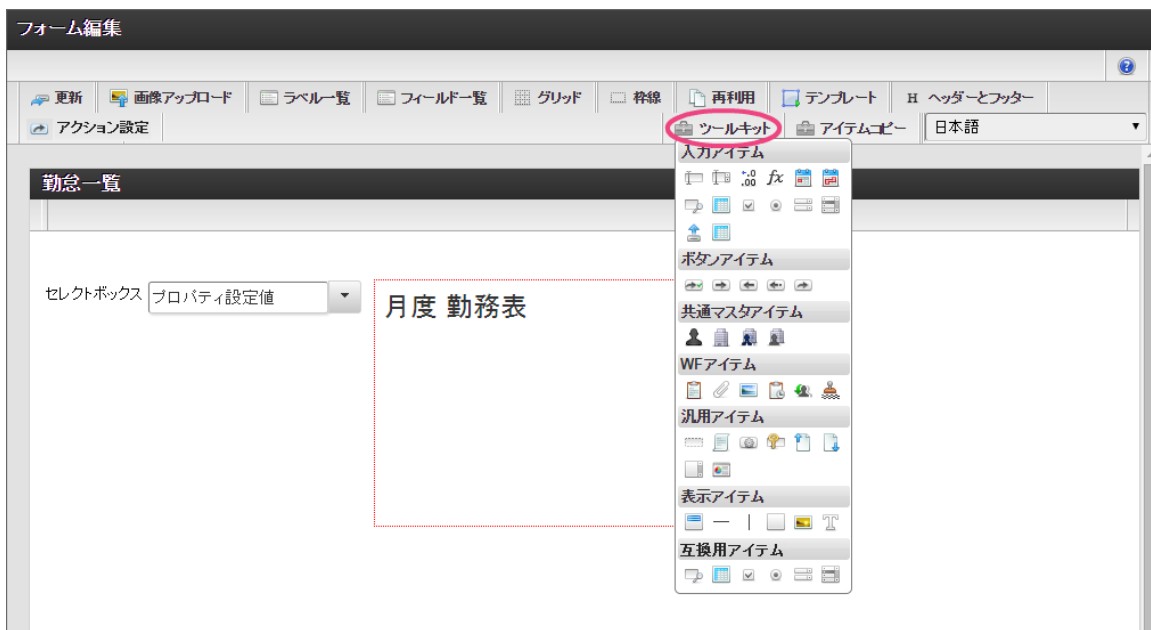 フォーム編集
更新 画像アップロード ラベル一覧 フィールド一覧 グリッド 枠線 再利用 テンプレート H ヘッダーとフッター
アクション設定 ツールキット アイテムコピー 日本語
入力アイテム
勤怠一覧
ボタンアイテム
セレクトボックス プロパティ設定値
月度 勤務表
共通マスタアイテム
WFアイテム
汎用アイテム
表示アイテム
互換用アイテム